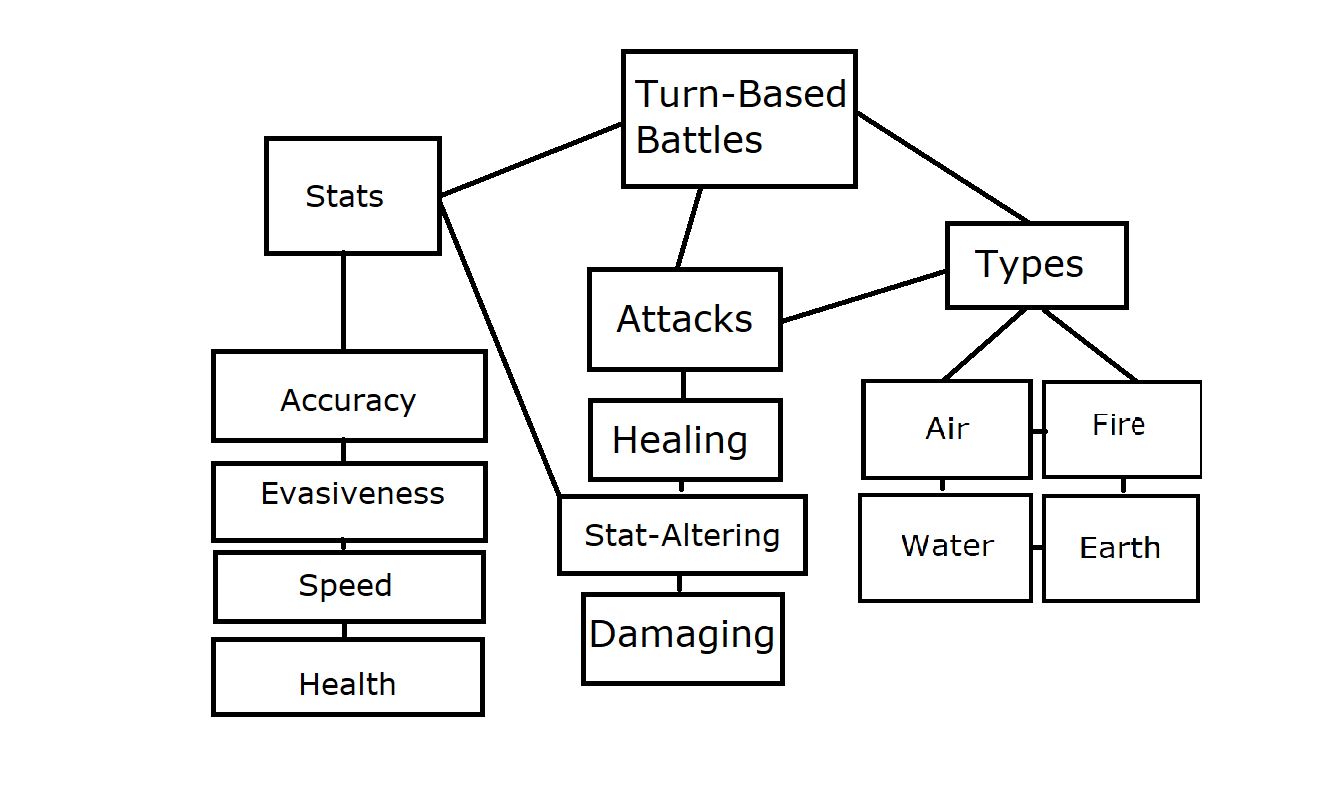 Turn-Based
Battles
Stats
Types
Attacks
Accuracy
Healing
Air
Fire
Evasiveness
Stat-Altering
Water
Earth
Speed
Damaging
Health